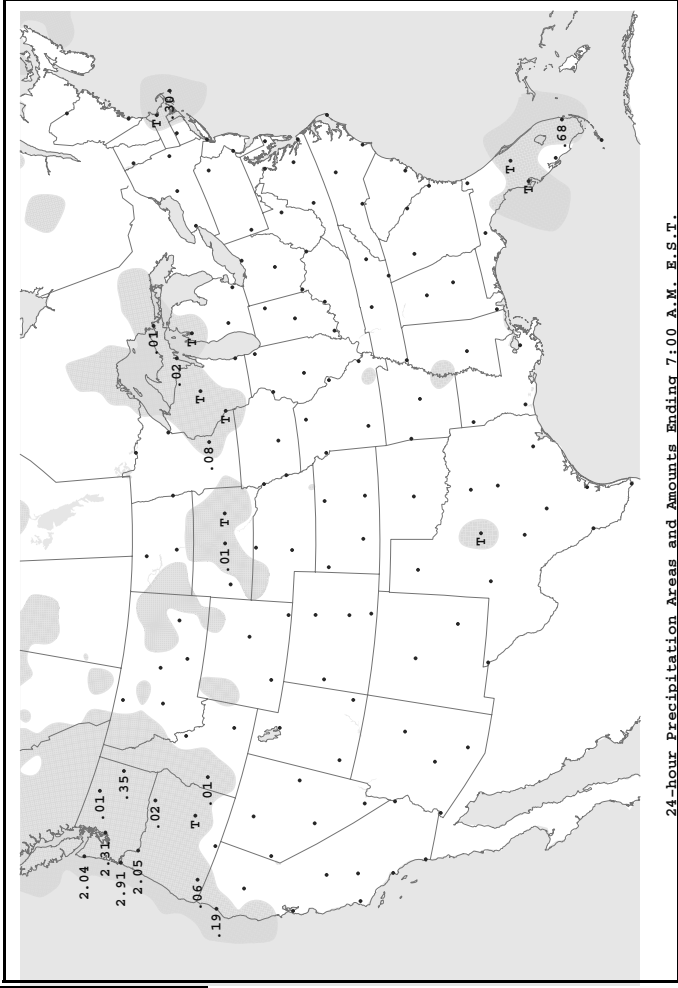 24-hour Precipitation Areas and Amounts Ending 7:00 A.M. E.S.T.
2.04
2.31
2.91
2.05
.01
.35
.02
.01
T
.06
.19
.01
T
.08
T
T
.02
.01
T
T
T
.30
T
T
.68